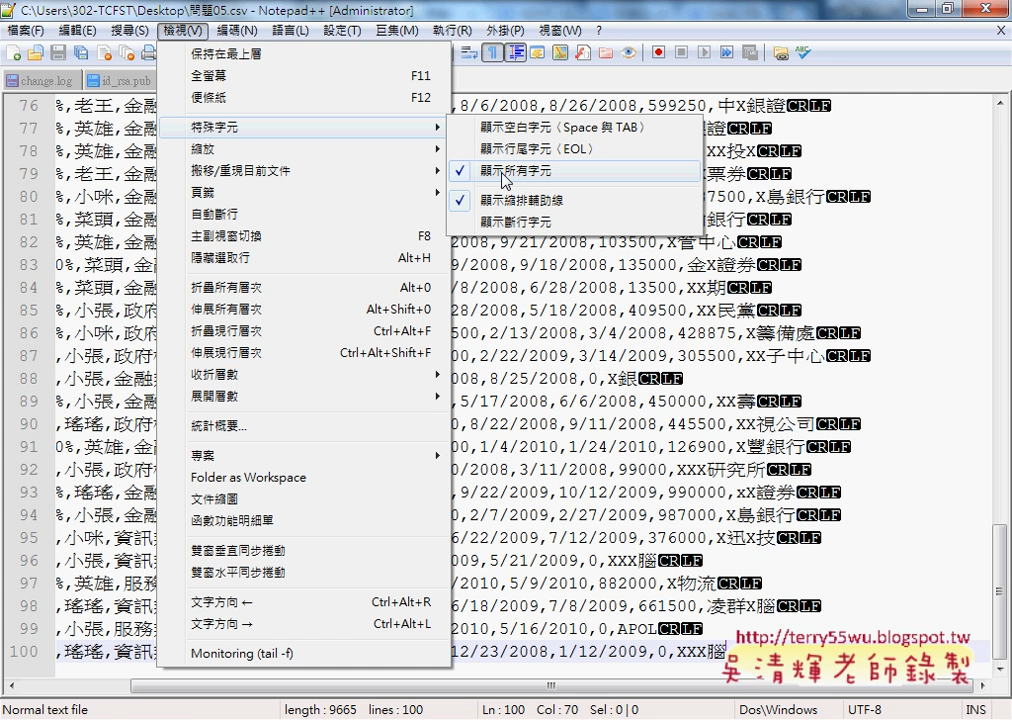 C:\Users\302-TCFST\Desktop\問題05.csv - Notepad++ [Administrator]
檔案(F) 編輯(E) 搜尋(S) 檢視(V) 編碼(N) 語言(L) 設定(T) 巨集(M) 執行(R) 外掛(P) 視窗(W) ? X
change.log id_rsa.pub
保持在最上層
全螢幕 F11
便條紙 F12
特殊字元
縮放
搬移/重現目前文件
頁籤
自動斷行
主副視窗切換 F8
隱藏選取行 Alt+H
折疊所有層次 Alt+0
伸展所有層次 Alt+Shift+0
折疊現行層次 Ctrl+Alt+F
伸展現行層次 Ctrl+Alt+Shift+F
收折層數
展開層數
統計概要...
專案
Folder as Workspace
文件縮圖
函數功能明細單
雙窗垂直同步捲動
雙窗水平同步捲動
文字方向 ← Ctrl+Alt+R
文字方向 → Ctrl+Alt+L
Monitoring (tail -f)
顯示空白字元（Space 與 TAB）
顯示行尾字元（EOL）
顯示所有字元
顯示縮排輔助線
顯示斷行字元
76 %,老王,金融 ,8/6/2008,8/26/2008,599250,中X銀證CRLF
77 %,英雄,金融 證CRLF
78 %,英雄,金融 XX投XCRLF
79 %,老王,金融 X票券CRLF
80 %,小咪,金融 7500,X島銀行CRLF
81 %,菜頭,金融 銀行CRLF
82 %,英雄,金融 ,9/21/2008,103500,X管中心CRLF
83 0%,菜頭,金 9/2008,9/18/2008,135000,金X證券CRLF
84 %,菜頭,金融 8/2008,6/28/2008,13500,XX期CRLF
85 %,小張,政府 28/2008,5/18/2008,409500,XX民黨CRLF
86 %,小咪,政府 500,2/13/2008,3/4/2008,428875,X籌備處CRLF
87 ,小張,政府機 0,2/22/2009,3/14/2009,305500,XX子中心CRLF
88 ,小張,金融 008,8/25/2008,0,X銀CRLF
89 %,小張,金融 ,5/17/2008,6/6/2008,450000,XX壽CRLF
90 ,瑤瑤,政府 0,8/22/2008,9/11/2008,445500,XX視公司CRLF
91 0%,英雄,金 00,1/4/2010,1/24/2010,126900,X豐銀行CRLF
92 ,小張,政府 0/2008,3/11/2008,99000,XXX研究所CRLF
93 %,瑤瑤,金融 ,9/22/2009,10/12/2009,990000,xX證券CRLF
94 %,小張,金融 0,2/7/2009,2/27/2009,987000,X島銀行CRLF
95 ,小咪,資訊 6/22/2009,7/12/2009,376000,X迅X技CRLF
96 ,小張,資訊 009,5/21/2009,0,XXX腦CRLF
97 %,英雄,服務 /2010,5/9/2010,882000,X物流CRLF
98 ,瑤瑤,資訊 6/18/2009,7/8/2009,661500,凌群X腦CRLF
99 ,小張,服務 2010,5/16/2010,0,APOLCRLF
100 ,瑤瑤,資訊 12/23/2008,1/12/2009,0,XXX腦
http://terry55wu.blogspot.tw
吳清輝老師錄製
Normal text file length : 9665 lines : 100 Ln : 100 Col : 70 Sel : 0 | 0 Dos\Windows UTF-8 INS